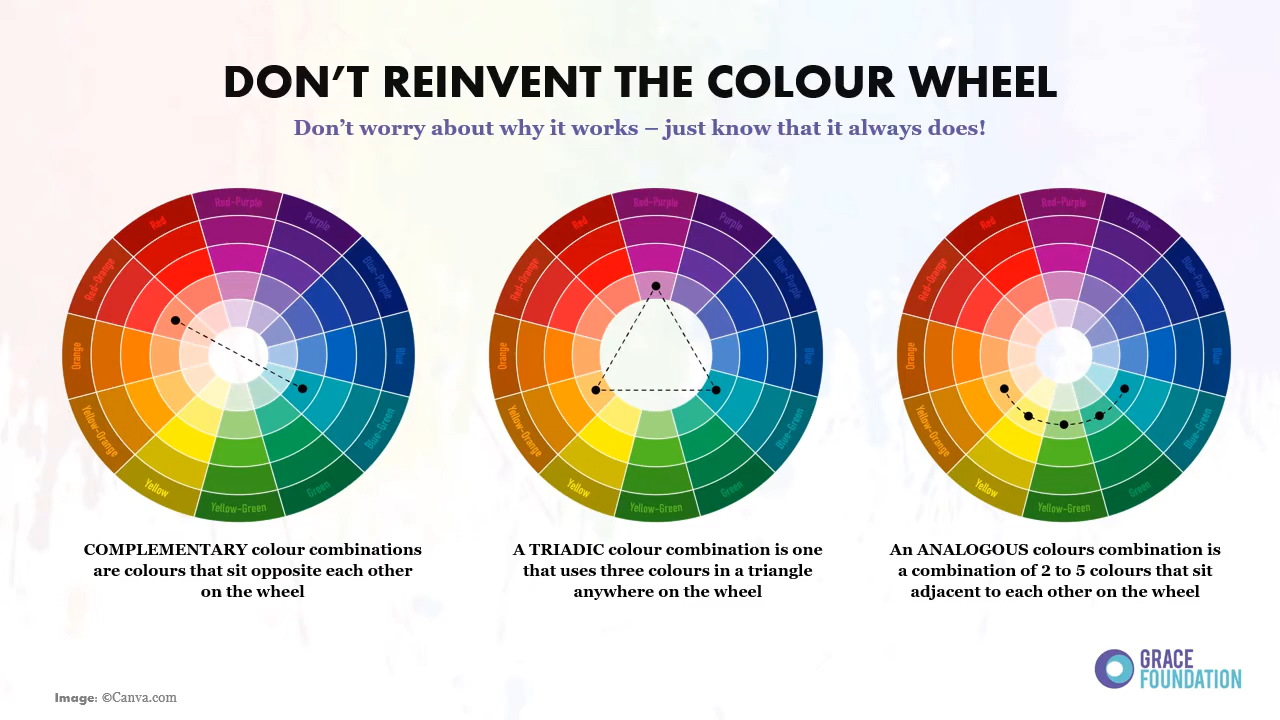 DON'T REINVENT THE COLOUR WHEEL
Don't worry about why it works – just know that it always does!
Red-Purple
Purple
Blue-Purple
Blue
Blue-Green
Green
Yellow-Green
Yellow
Yellow-Orange
Orange
Red-Orange
Red
Red-Purple
Purple
Blue-Purple
Blue
Blue-Green
Green
Yellow-Green
Yellow
Yellow-Orange
Orange
Red-Orange
Red
Red-Purple
Purple
Blue-Purple
Blue
Blue-Green
Green
Yellow-Green
Yellow
Yellow-Orange
Orange
Red-Orange
Red
COMPLEMENTARY colour combinations
are colours that sit opposite each other
on the wheel
A TRIADIC colour combination is one
that uses three colours in a triangle
anywhere on the wheel
An ANALOGOUS colours combination is
a combination of 2 to 5 colours that sit
adjacent to each other on the wheel
GRACE
FOUNDATION
Image: ©Canva.com